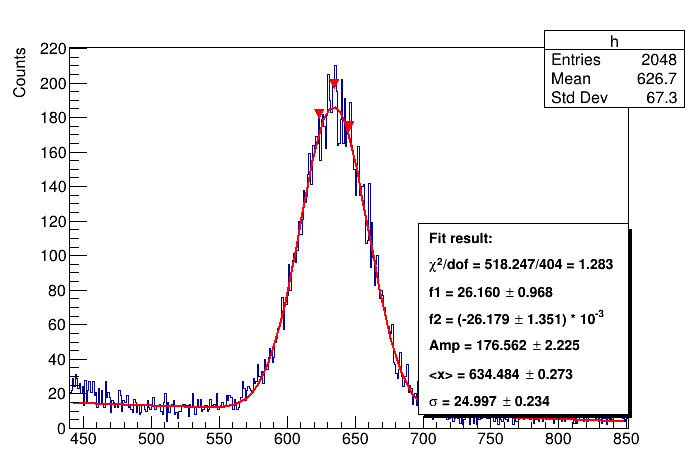 h
Entries 2048
Mean 626.7
Std Dev 67.3
Counts
220
200
180
160
140
120
100
80
60
40
20
0
Fit result:
χ²/dof = 518.247/404 = 1.283
f1 = 26.160 ± 0.968
f2 = (-26.179 ± 1.351) * 10⁻³
Amp = 176.562 ± 2.225
<x> = 634.484 ± 0.273
σ = 24.997 ± 0.234
450 500 550 600 650 700 750 800 850